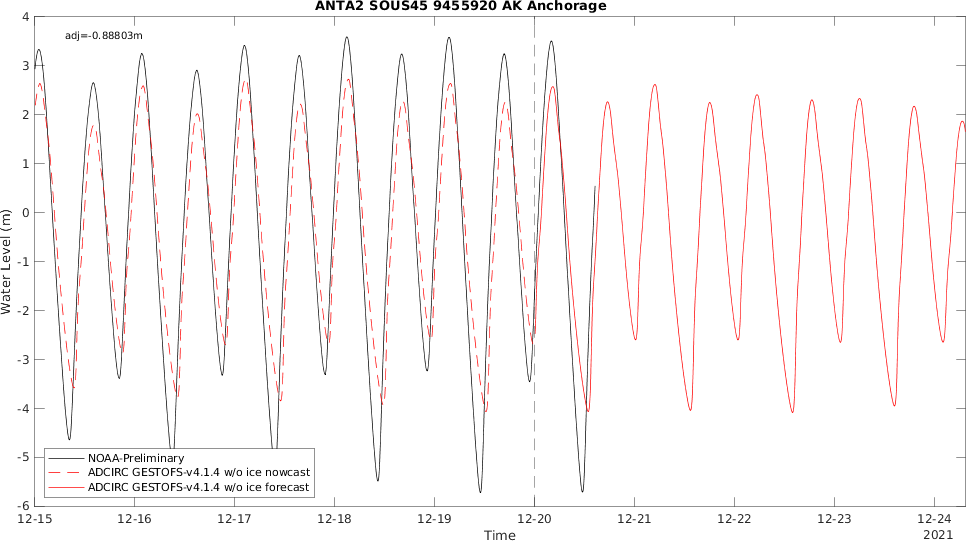 ANTA2 SOUS45 9455920 AK Anchorage
adj=-0.88803m
4
3
2
1
0
-1
-2
-3
-4
-5
-6
Water Level (m)
NOAA-Preliminary
ADCIRC GESTOFS-v4.1.4 w/o ice nowcast
ADCIRC GESTOFS-v4.1.4 w/o ice forecast
12-15 12-16 12-17 12-18 12-19 12-20 12-21 12-22 12-23 12-24
Time
2021